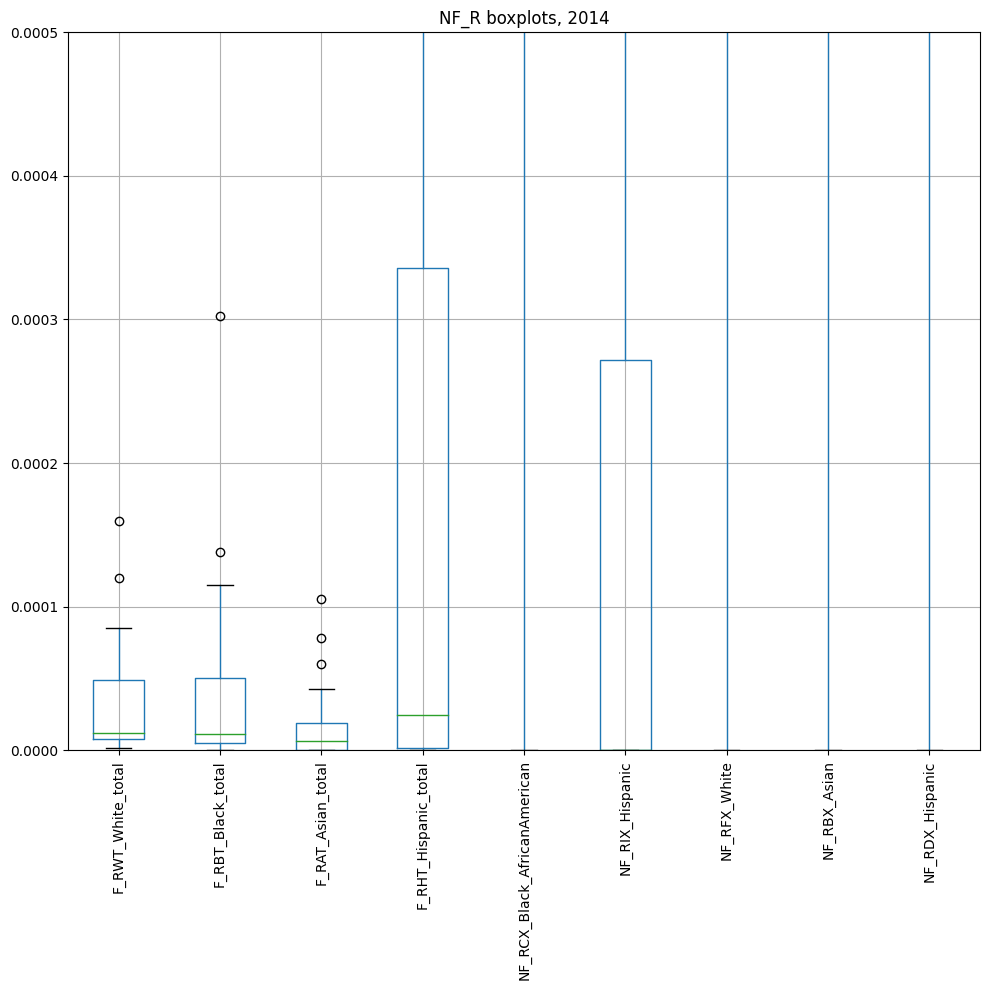 NF_R boxplots, 2014
0.0005
0.0004
0.0003
0.0002
0.0001
0.0000
F_RWT_White_total
F_RBT_Black_total
F_RAT_Asian_total
F_RHT_Hispanic_total
NF_RCX_Black_AfricanAmerican
NF_RIX_Hispanic
NF_RFX_White
NF_RBX_Asian
NF_RDX_Hispanic